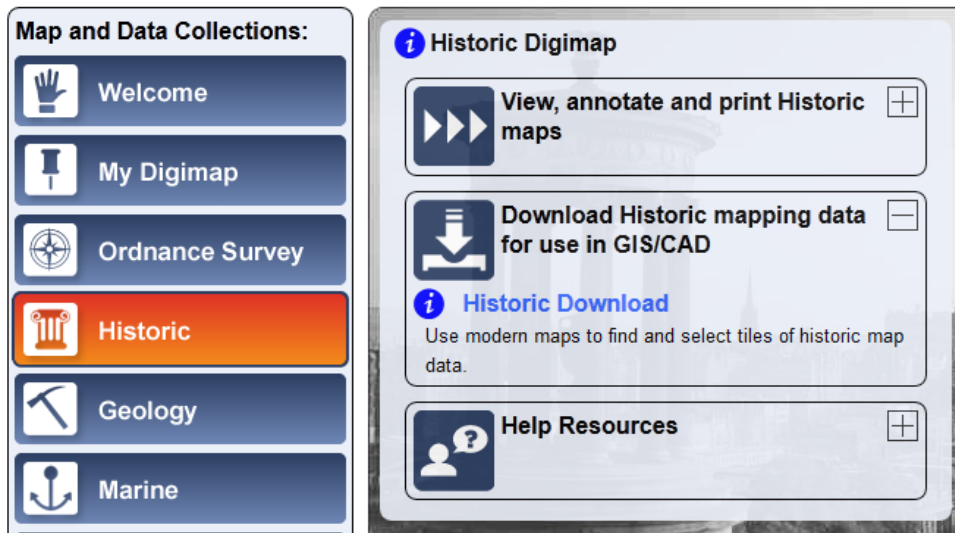 Map and Data Collections:
Welcome
My Digimap
Ordnance Survey
Historic
Geology
Marine
Historic Digimap
View, annotate and print Historic
maps
Download Historic mapping data
for use in GIS/CAD
Historic Download
Use modern maps to find and select tiles of historic map
data.
Help Resources